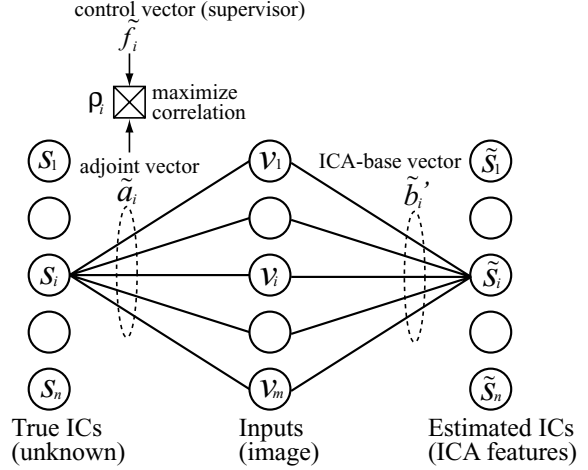 control vector (supervisor)
f̃ᵢ
ρᵢ
maximize
correlation
adjoint vector
ãᵢ
ICA-base vector
b̃ᵢ'
s₁
v₁
s̃₁
sᵢ
vᵢ
s̃ᵢ
sₙ
vₘ
s̃ₙ
True ICs
(unknown)
Inputs
(image)
Estimated ICs
(ICA features)